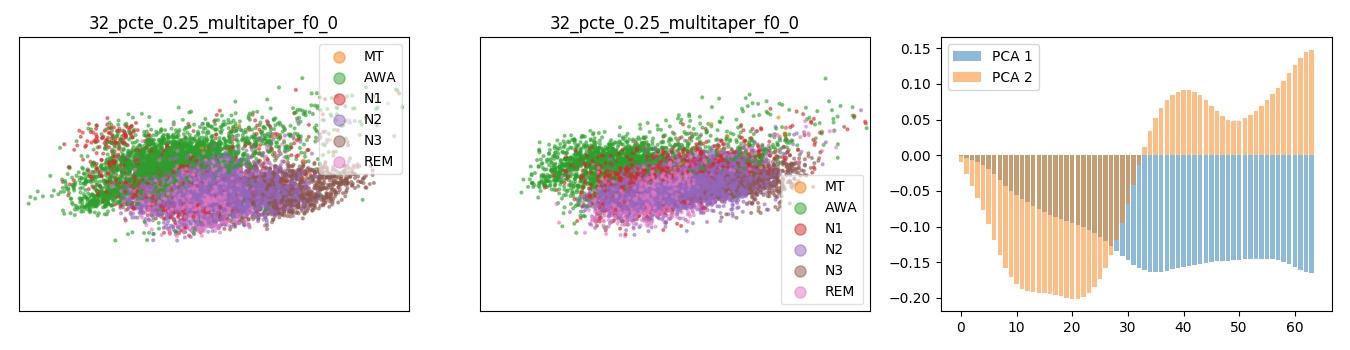 32_pcte_0.25_multitaper_f0_0
MT
AWA
N1
N2
N3
REM
32_pcte_0.25_multitaper_f0_0
MT
AWA
N1
N2
N3
REM
PCA 1
PCA 2
0.15
0.10
0.05
0.00
−0.05
−0.10
−0.15
−0.20
0 10 20 30 40 50 60